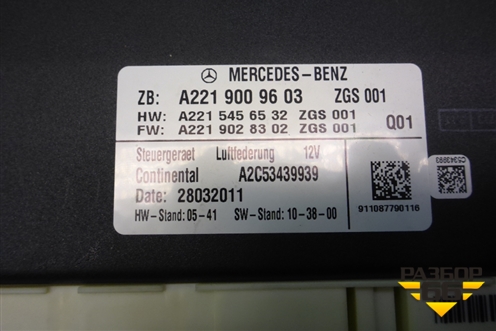 MERCEDES-BENZ
ZB: A221 900 96 03 ZGS 001
HW: A221 545 65 32 ZGS 001
FW: A221 902 83 02 ZGS 001 Q01
Steuergeraet Luftfederung 12V
Continental A2C53439939
Date: 28032011
HW-Stand: 05-41 SW-Stand: 10-38-00
911087790116
C5343993
РАЗБОР